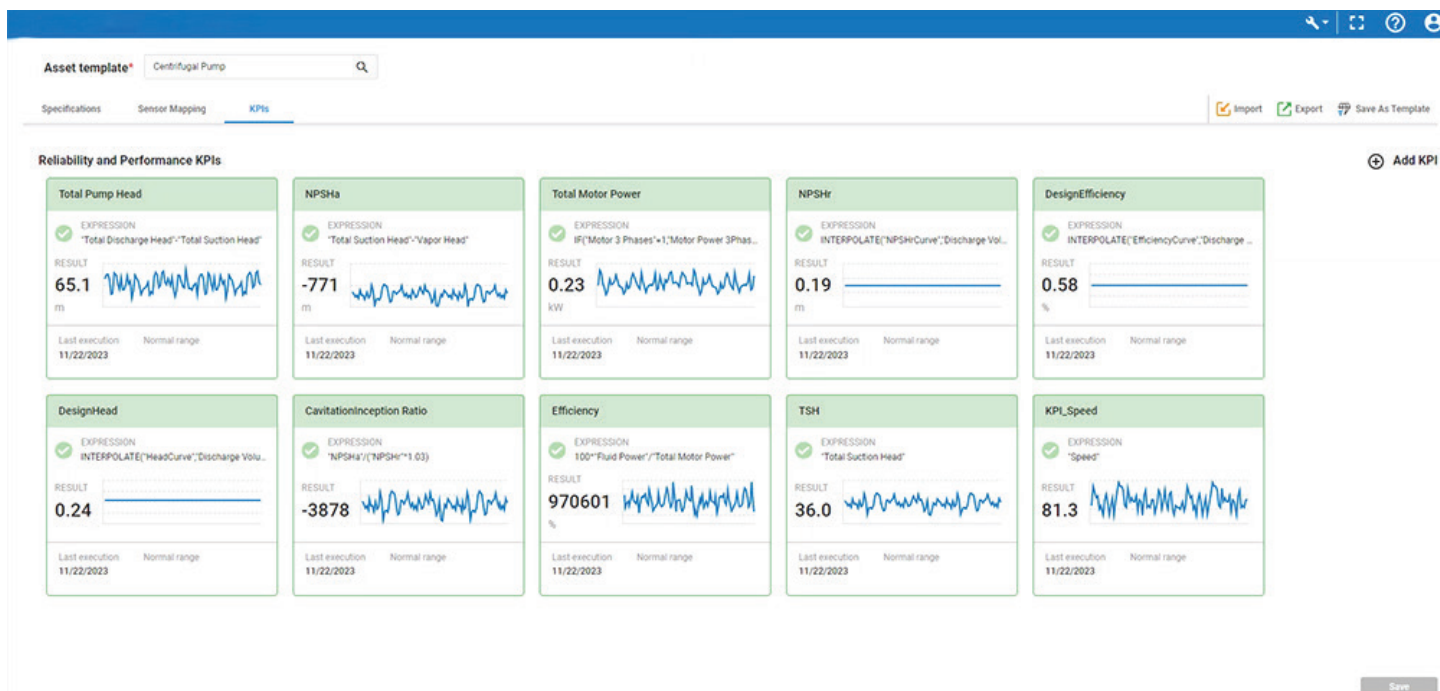 Asset template* Centrifugal Pump
Specifications Sensor Mapping KPIs Import Export Save As Template
Reliability and Performance KPIs Add KPI
Total Pump Head
EXPRESSION
"Total Discharge Head"-"Total Suction Head"
RESULT
65.1
m
Last execution Normal range
11/22/2023
NPSHa
EXPRESSION
"Total Suction Head"-"Vapor Head"
RESULT
-771
m
Last execution Normal range
11/22/2023
Total Motor Power
EXPRESSION
IF("Motor 3 Phases"=1,"Motor Power 3Phas...
RESULT
0.23
kW
Last execution Normal range
11/22/2023
NPSHr
EXPRESSION
INTERPOLATE("NPSHrCurve","Discharge Vol...
RESULT
0.19
m
Last execution Normal range
11/22/2023
DesignEfficiency
EXPRESSION
INTERPOLATE("EfficiencyCurve","Discharge ...
RESULT
0.58
%
Last execution Normal range
11/22/2023
DesignHead
EXPRESSION
INTERPOLATE("HeadCurve","Discharge Volu...
RESULT
0.24
Last execution Normal range
11/22/2023
CavitationInception Ratio
EXPRESSION
"NPSHa"/("NPSHr"*1.03)
RESULT
-3878
Last execution Normal range
11/22/2023
Efficiency
EXPRESSION
100*"Fluid Power"/"Total Motor Power"
RESULT
970601
%
Last execution Normal range
11/22/2023
TSH
EXPRESSION
"Total Suction Head"
RESULT
36.0
Last execution Normal range
11/22/2023
KPI_Speed
EXPRESSION
"Speed"
RESULT
81.3
Last execution Normal range
11/22/2023
Save